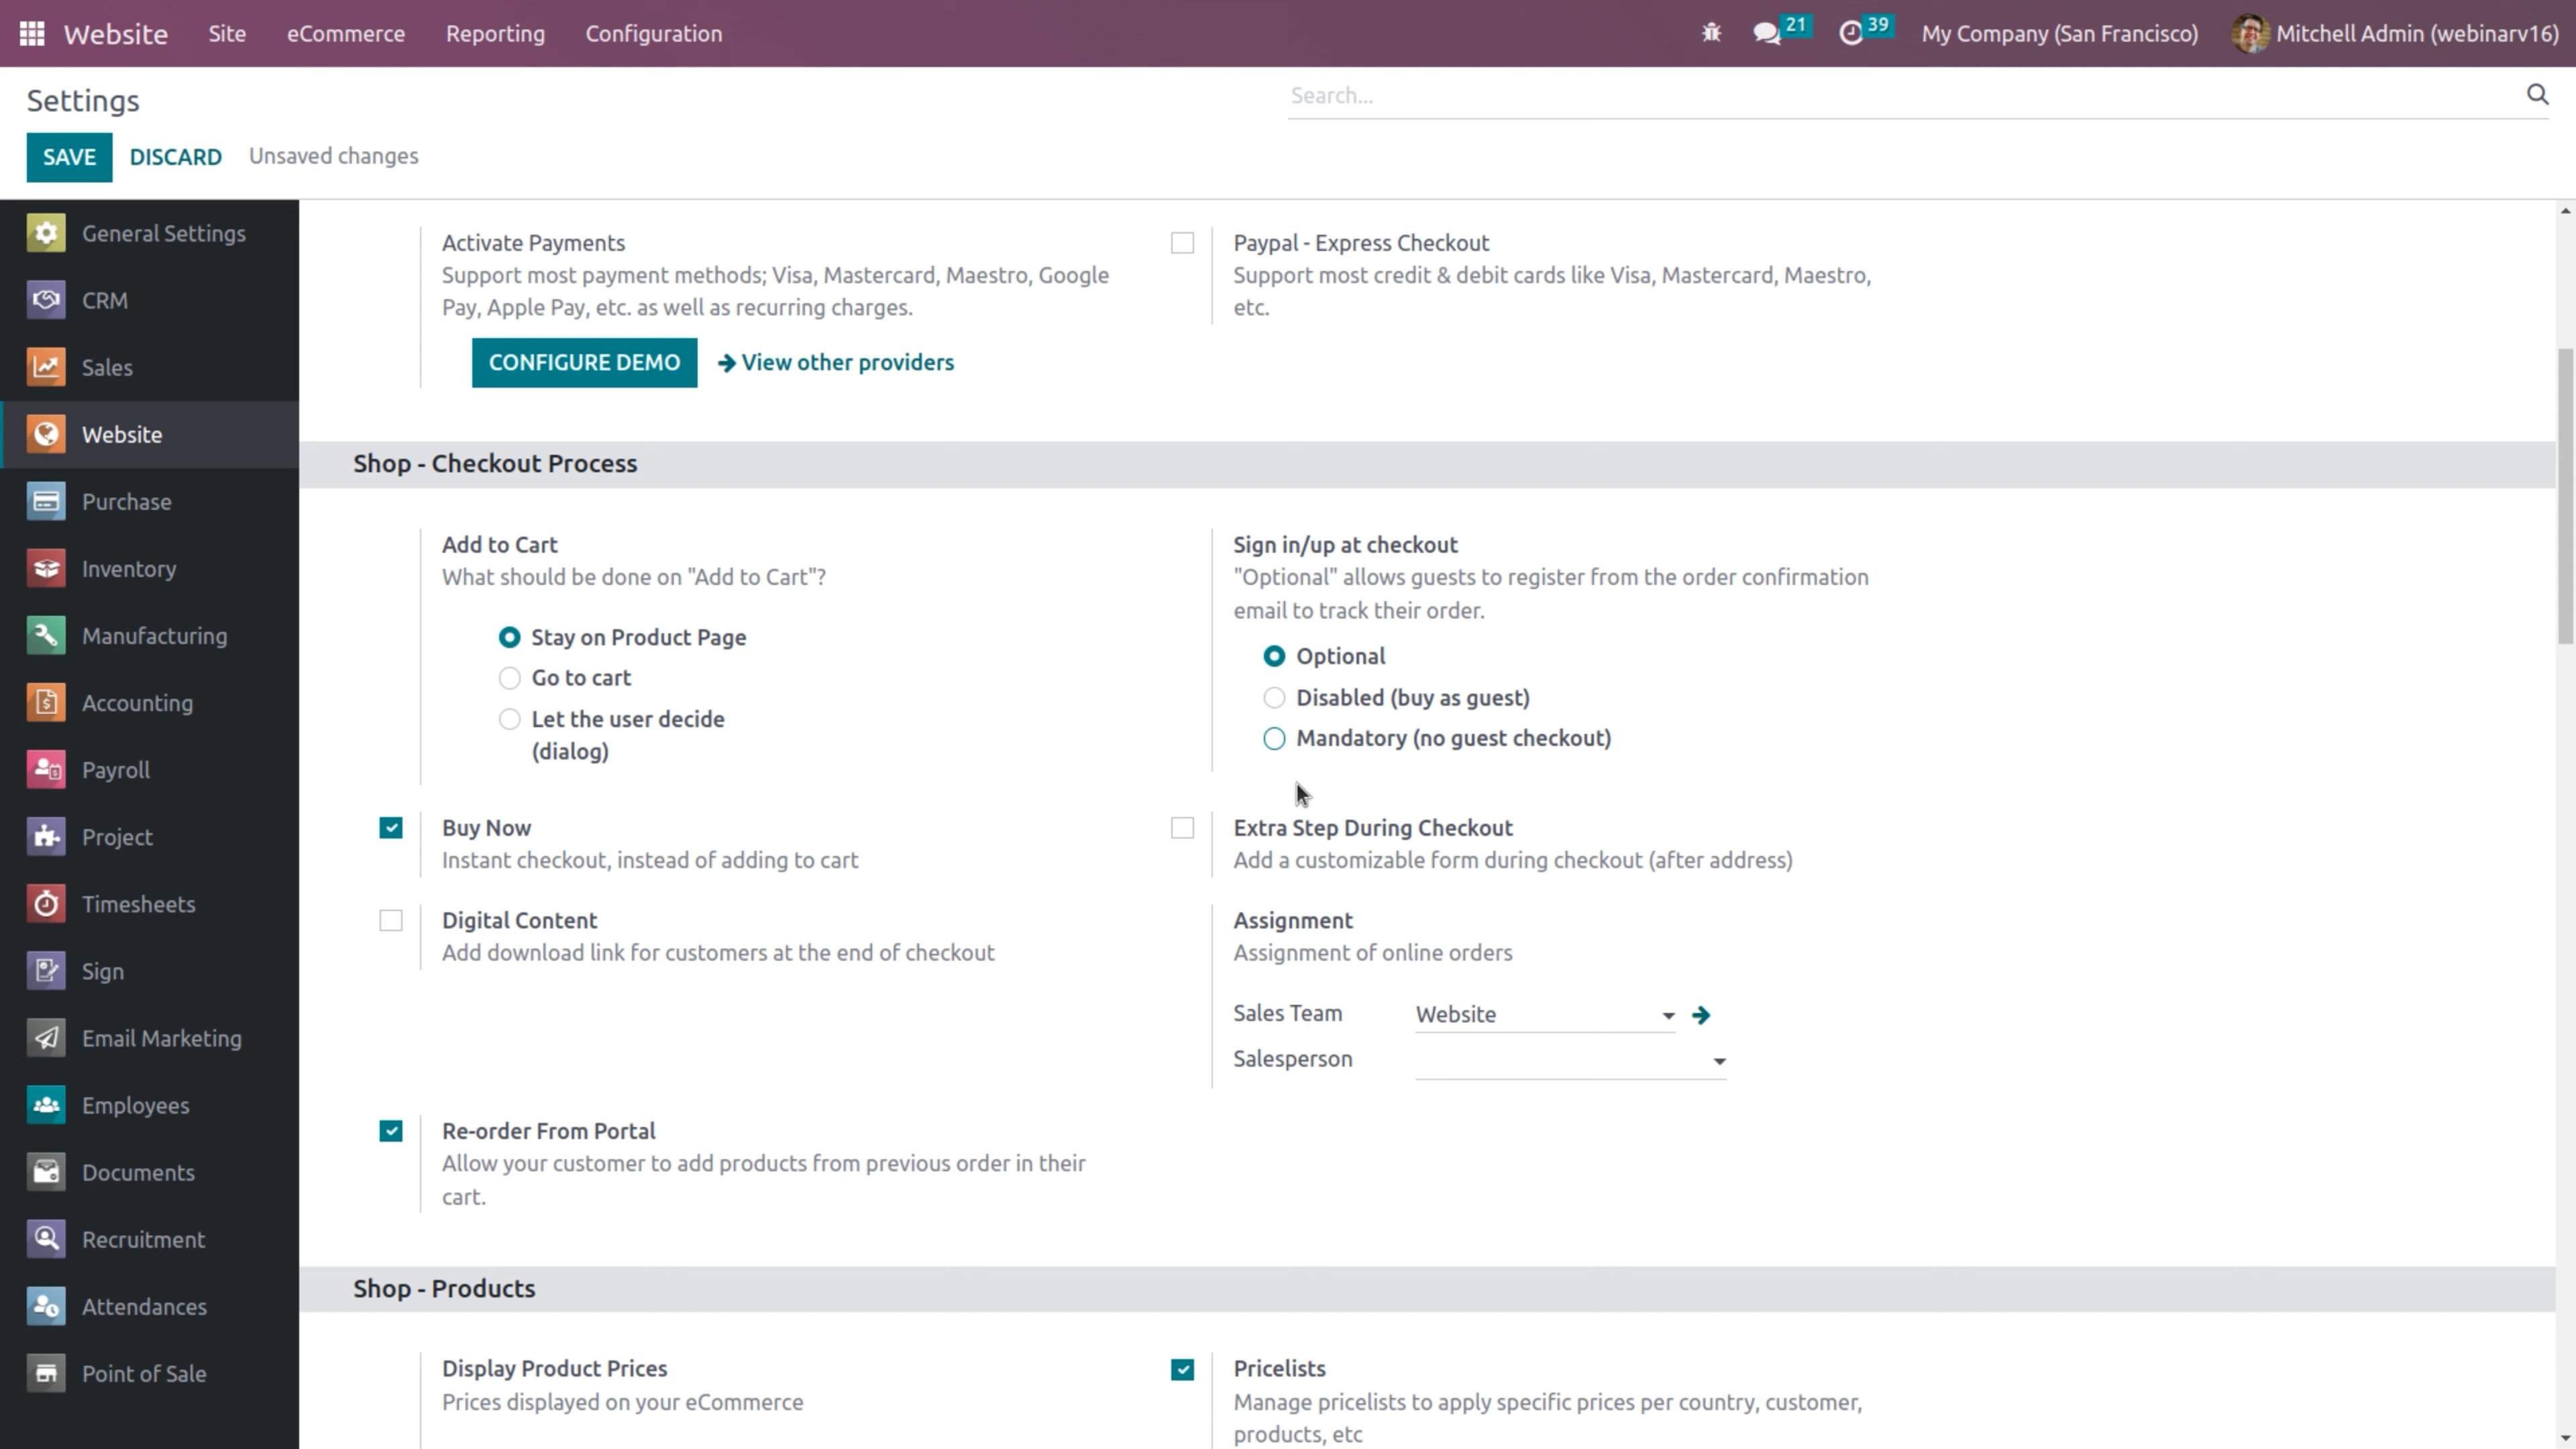 Website Site eCommerce Reporting Configuration 21 39 My Company (San Francisco) Mitchell Admin (webinarv16)
Settings
Search...
SAVE DISCARD Unsaved changes
General Settings
CRM
Sales
Website
Purchase
Inventory
Manufacturing
Accounting
Payroll
Project
Timesheets
Sign
Email Marketing
Employees
Documents
Recruitment
Attendances
Point of Sale
Activate Payments
Support most payment methods; Visa, Mastercard, Maestro, Google
Pay, Apple Pay, etc. as well as recurring charges.
CONFIGURE DEMO View other providers
Paypal - Express Checkout
Support most credit & debit cards like Visa, Mastercard, Maestro,
etc.
Shop - Checkout Process
Add to Cart
What should be done on "Add to Cart"?
Stay on Product Page
Go to cart
Let the user decide
(dialog)
Sign in/up at checkout
"Optional" allows guests to register from the order confirmation
email to track their order.
Optional
Disabled (buy as guest)
Mandatory (no guest checkout)
Buy Now
Instant checkout, instead of adding to cart
Extra Step During Checkout
Add a customizable form during checkout (after address)
Digital Content
Add download link for customers at the end of checkout
Assignment
Assignment of online orders
Sales Team Website
Salesperson
Re-order From Portal
Allow your customer to add products from previous order in their
cart.
Shop - Products
Display Product Prices
Prices displayed on your eCommerce
Pricelists
Manage pricelists to apply specific prices per country, customer,
products, etc